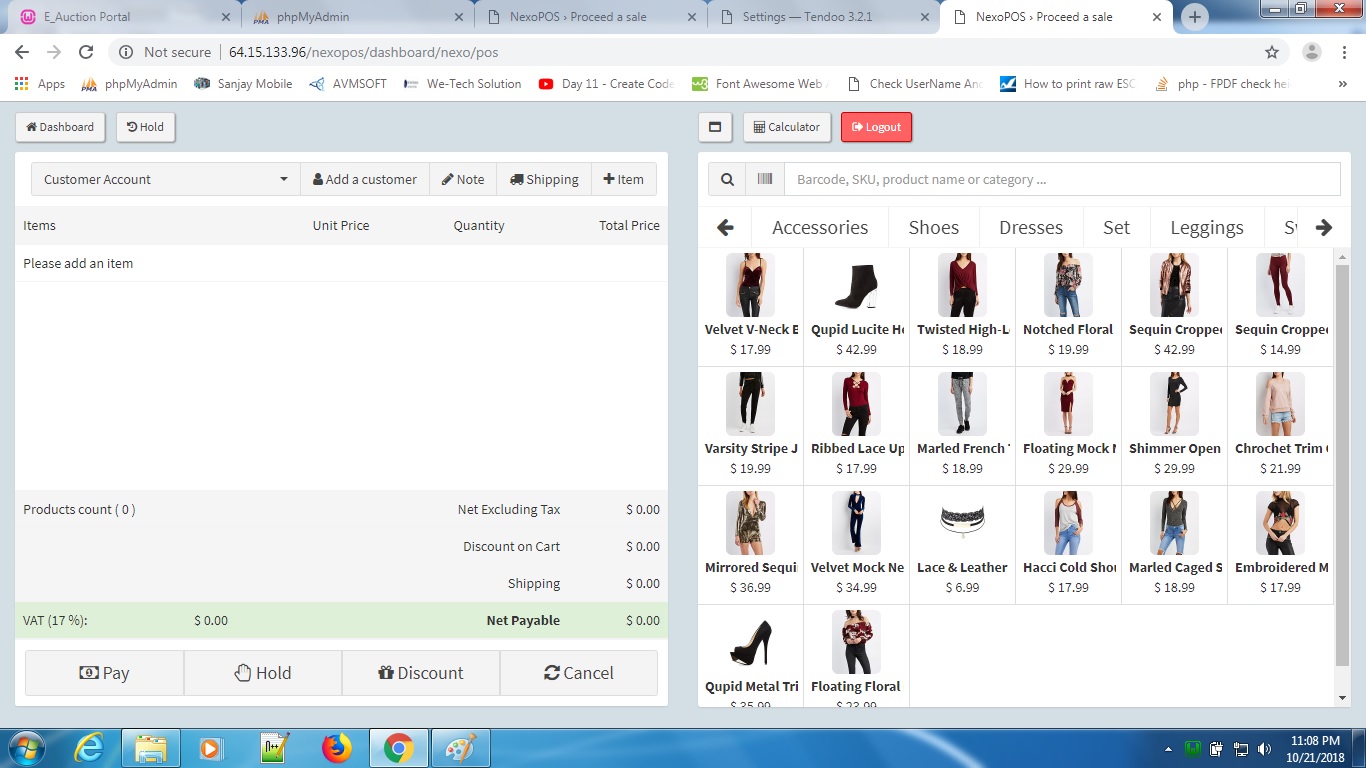 E_Auction Portal
phpMyAdmin
NexoPOS › Proceed a sale
Settings — Tendoo 3.2.1
NexoPOS › Proceed a sale
Not secure | 64.15.133.96/nexopos/dashboard/nexo/pos
Apps
PMA phpMyAdmin
Sanjay Mobile
AVMSOFT
We-Tech Solution
Day 11 - Create Code
Font Awesome Web
Check UserName And
How to print raw ESC
php - FPDF check hei
Dashboard
Hold
Calculator
Logout
Customer Account
Add a customer
Note
Shipping
Item
Barcode, SKU, product name or category ...
Items Unit Price Quantity Total Price
Please add an item
Accessories Shoes Dresses Set Leggings
Velvet V-Neck Qupid Lucite Twisted High- Notched Floral Sequin Cropped Sequin Cropped
$ 17.99 $ 42.99 $ 18.99 $ 19.99 $ 42.99 $ 14.99
Varsity Stripe J Ribbed Lace Up Marled French Floating Mock Shimmer Open Chrochet Trim
$ 19.99 $ 17.99 $ 18.99 $ 29.99 $ 29.99 $ 21.99
Mirrored Sequi Velvet Mock Ne Lace & Leather Hacci Cold Shou Marled Caged S Embroidered M
$ 36.99 $ 34.99 $ 6.99 $ 17.99 $ 18.99 $ 17.99
Qupid Metal Tri Floating Floral
$ 35.99 $ 23.99
Products count ( 0 ) Net Excluding Tax $ 0.00
Discount on Cart $ 0.00
Shipping $ 0.00
VAT (17 %): $ 0.00 Net Payable $ 0.00
Pay
Hold
Discount
Cancel
11:08 PM
10/21/2018